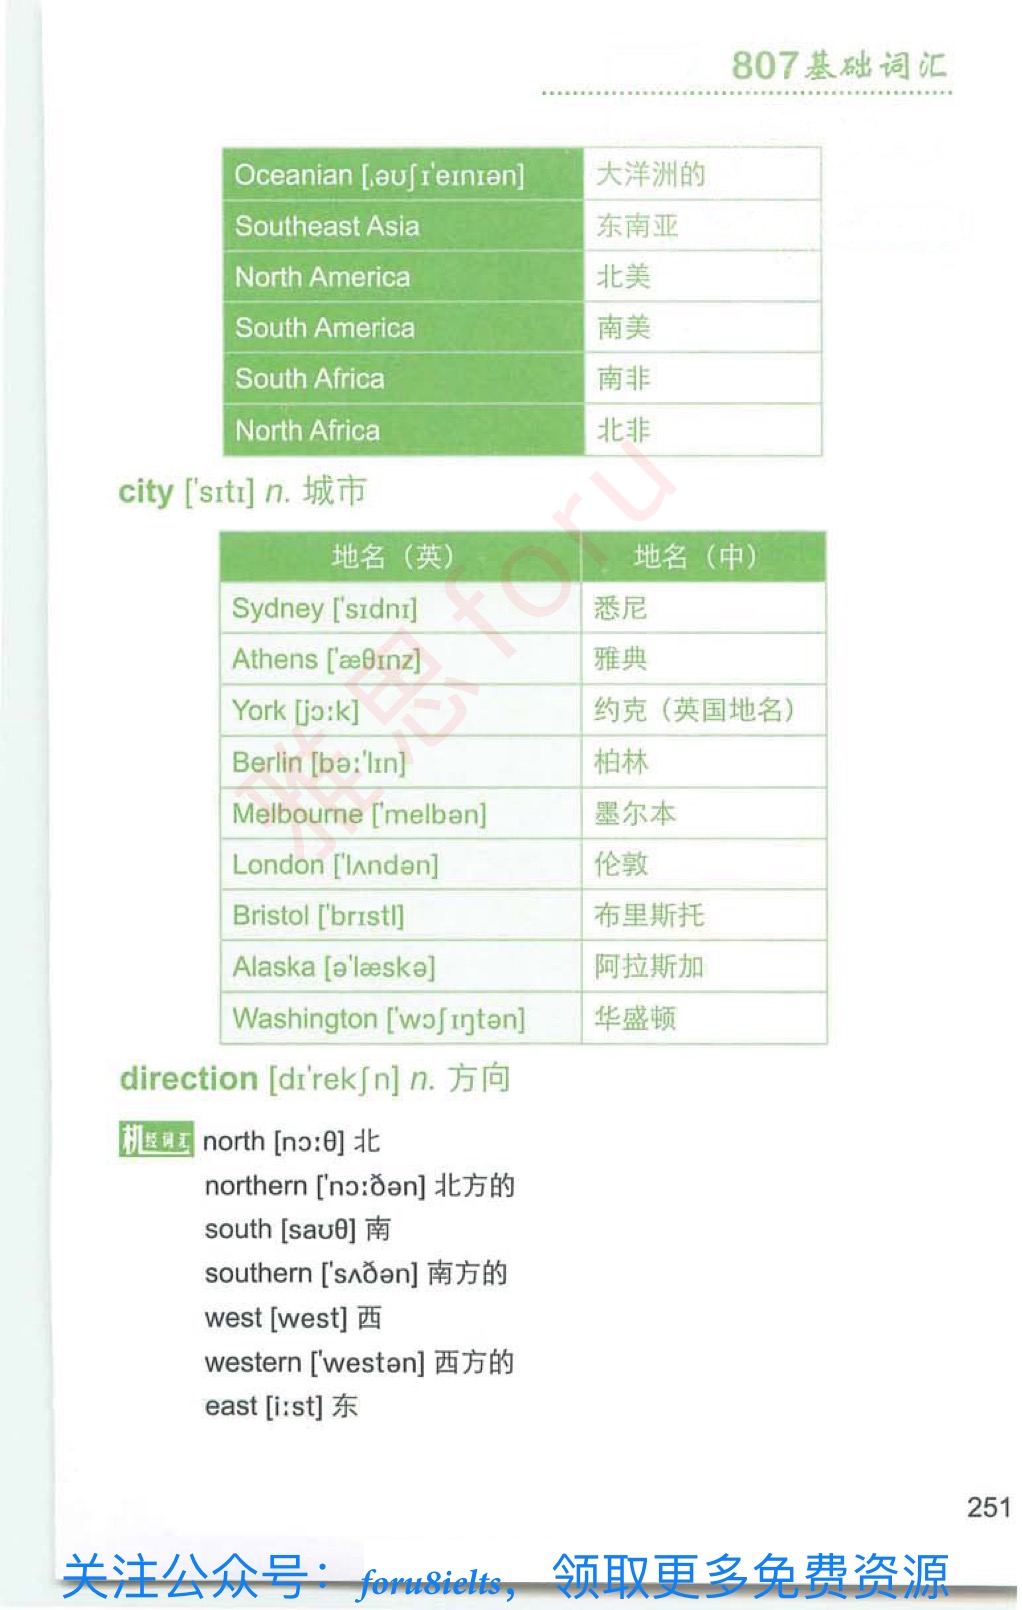 807基础词汇
Oceanian [ˌəʊʃɪ'eɪnɪən] 大洋洲的
Southeast Asia 东南亚
North America 北美
South America 南美
South Africa 南非
North Africa 北非
city ['sɪtɪ] n. 城市
地名（英） 地名（中）
Sydney ['sɪdnɪ] 悉尼
Athens ['æθɪnz] 雅典
York [jɔːk] 约克（英国地名）
Berlin [bəː'lɪn] 柏林
Melbourne ['melbən] 墨尔本
London ['lʌndən] 伦敦
Bristol ['brɪstl] 布里斯托
Alaska [ə'læskə] 阿拉斯加
Washington ['wɔʃɪŋtən] 华盛顿
雅思foru
direction [dɪ'rekʃn] n. 方向
机经词汇 north [nɔːθ] 北
northern ['nɔːðən] 北方的
south [saʊθ] 南
southern ['sʌðən] 南方的
west [west] 西
western ['westən] 西方的
east [iːst] 东
251
关注公众号：foru8ielts，领取更多免费资源